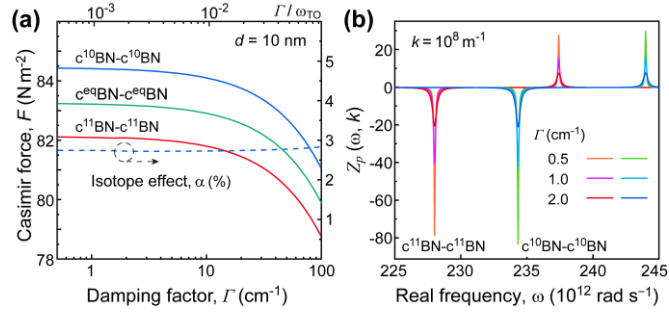 (a)
10⁻³
10⁻²
Γ / ω_TO
d = 10 nm
c¹⁰BN–c¹⁰BN
c^eqBN–c^eqBN
c¹¹BN–c¹¹BN
Isotope effect, α (%)
Casimir force, F (N m⁻²)
84
82
80
78
5
4
3
2
1
1
10
100
Damping factor, Γ (cm⁻¹)
(b)
k = 10⁸ m⁻¹
Z_p (ω, k)
20
0
-20
-40
-60
-80
Γ (cm⁻¹)
0.5
1.0
2.0
c¹¹BN–c¹¹BN
c¹⁰BN–c¹⁰BN
225
230
235
240
245
Real frequency, ω (10¹² rad s⁻¹)